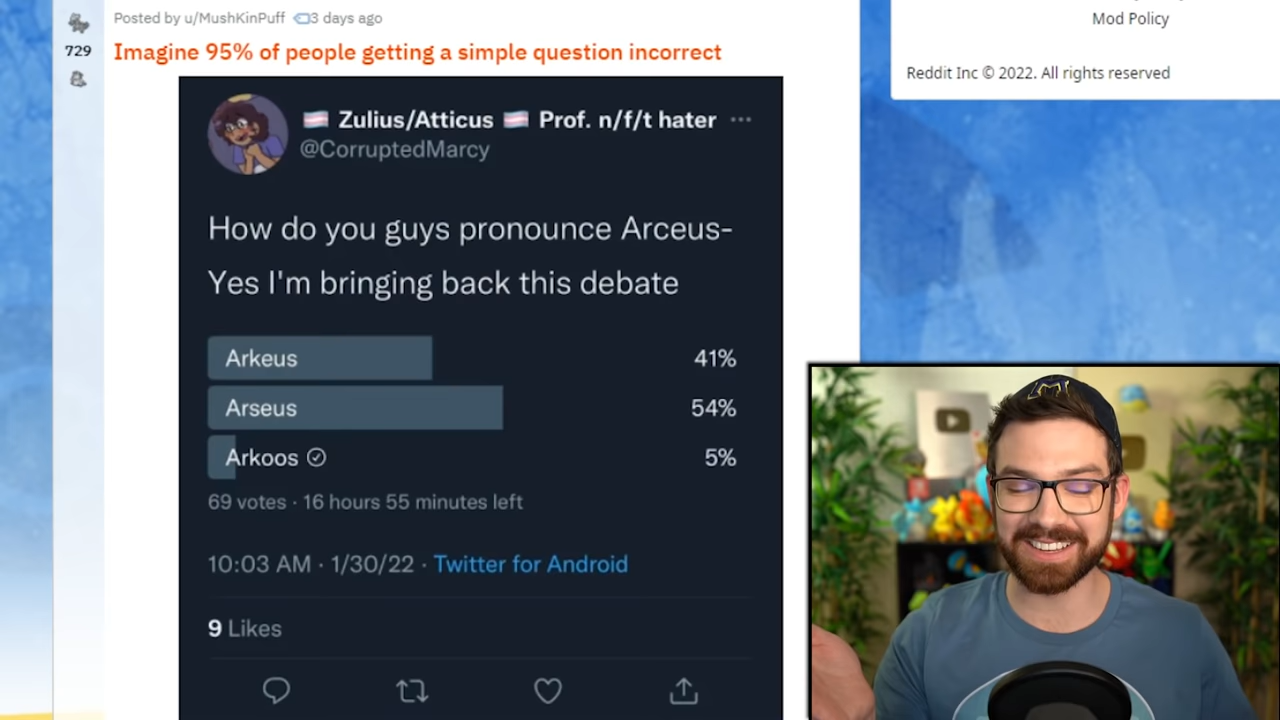 Posted by u/MushKinPuff 3 days ago
729
Imagine 95% of people getting a simple question incorrect
Zulius/Atticus Prof. n/f/t hater ···
@CorruptedMarcy
How do you guys pronounce Arceus-
Yes I'm bringing back this debate
Arkeus 41%
Arseus 54%
Arkoos 5%
69 votes · 16 hours 55 minutes left
10:03 AM · 1/30/22 · Twitter for Android
9 Likes
Mod Policy
Reddit Inc © 2022. All rights reserved